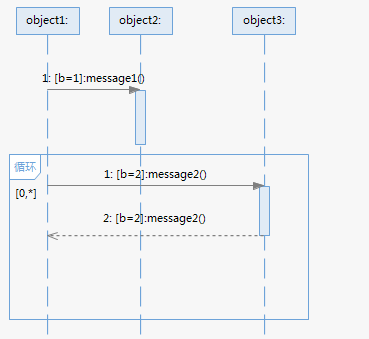 object1:
object2:
object3:
1: [b=1]:message1()
循环
[0,*]
1: [b=2]:message2()
2: [b=2]:message2()